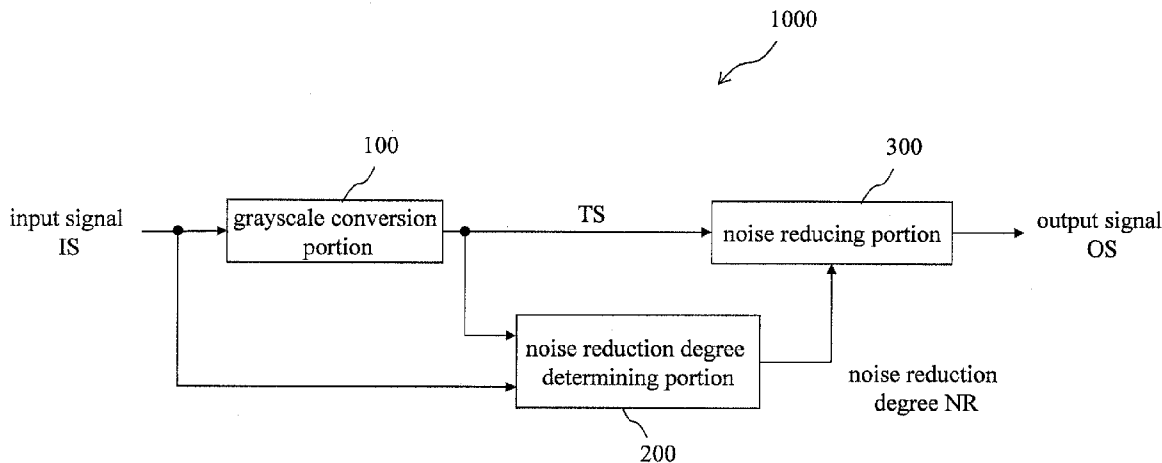 1000
100
300
input signal
IS
grayscale conversion
portion
TS
noise reducing portion
output signal
OS
noise reduction degree
determining portion
noise reduction
degree NR
200